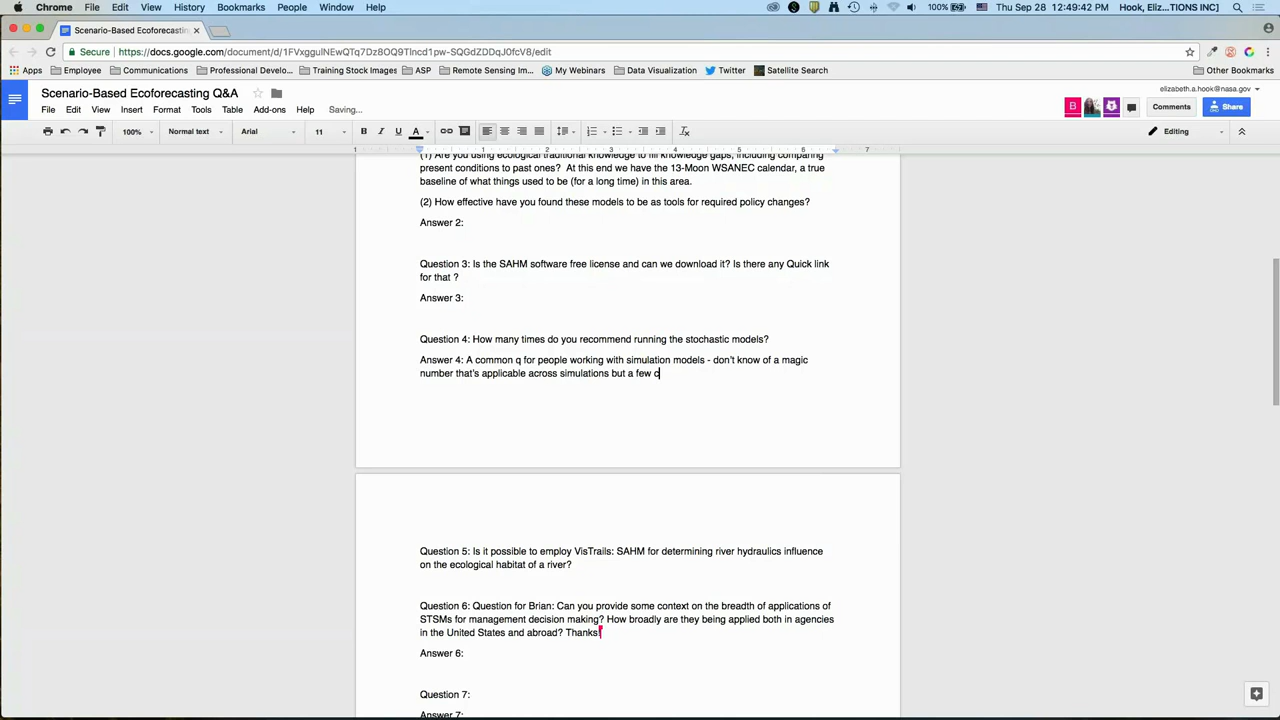 Chrome File Edit View History Bookmarks People Window Help 100% Thu Sep 28 12:49:42 PM Hook, Eliz...TIONS INC]
Scenario-Based Ecoforecasting
Secure https://docs.google.com/document/d/
Apps Employee Communications Professional Develo... Training Stock Images ASP Remote Sensing Im... My Webinars Data Analytics Twitter Satellite Search Other Bookmarks
Scenario-Based Ecoforecasting Q&A
elizabeth.a.hook@nasa.gov
File Edit View Insert Format Tools Table Add-ons Help Saving...
B
Comments
Share
100% Normal text Arial 11 B I U A Editing
1 1 2 3 4 5 6 7
(1) Are you using ecological traditional knowledge to fill knowledge gaps, including comparing
present conditions to past ones? At this end we have the 13-Moon WSANEC calendar, a true
baseline of what things used to be (for a long time) in this area.
(2) How effective have you found these models to be as tools for required policy changes?
Answer 2:
Question 3: Is the SAHM software free license and can we download it? Is there any Quick link
for that ?
Answer 3:
Question 4: How many times do you recommend running the stochastic models?
Answer 4: A common q for people working with simulation models - don't know of a magic
number that's applicable across simulations but a few c
Question 5: Is it possible to employ VisTrails: SAHM for determining river hydraulics influence
on the ecological habitat of a river?
Question 6: Question for Brian: Can you provide some context on the breadth of applications of
STSMs for management decision making? How broadly are they being applied both in agencies
in the United States and abroad? Thanks!
Answer 6:
Question 7:
Answer 7: